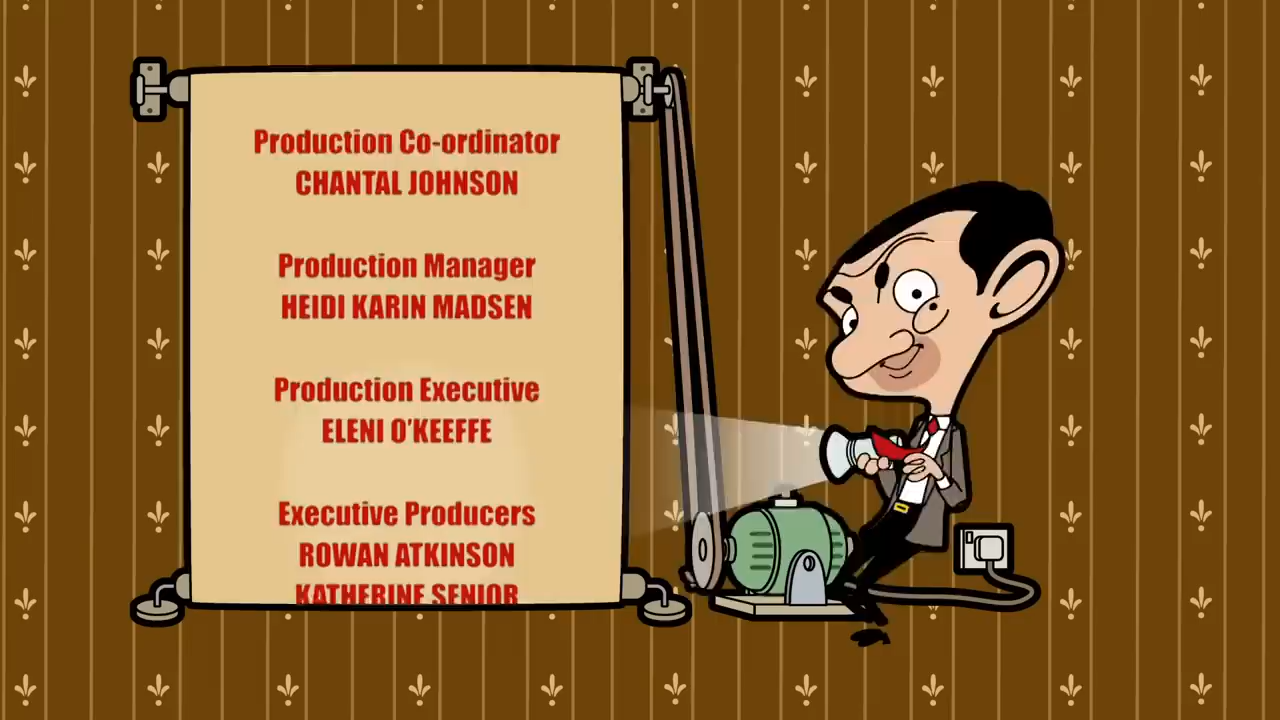 Production Co-ordinator
CHANTAL JOHNSON
Production Manager
HEIDI KARIN MADSEN
Production Executive
ELENI O'KEEFFE
Executive Producers
ROWAN ATKINSON
KATHERINE SENIOR